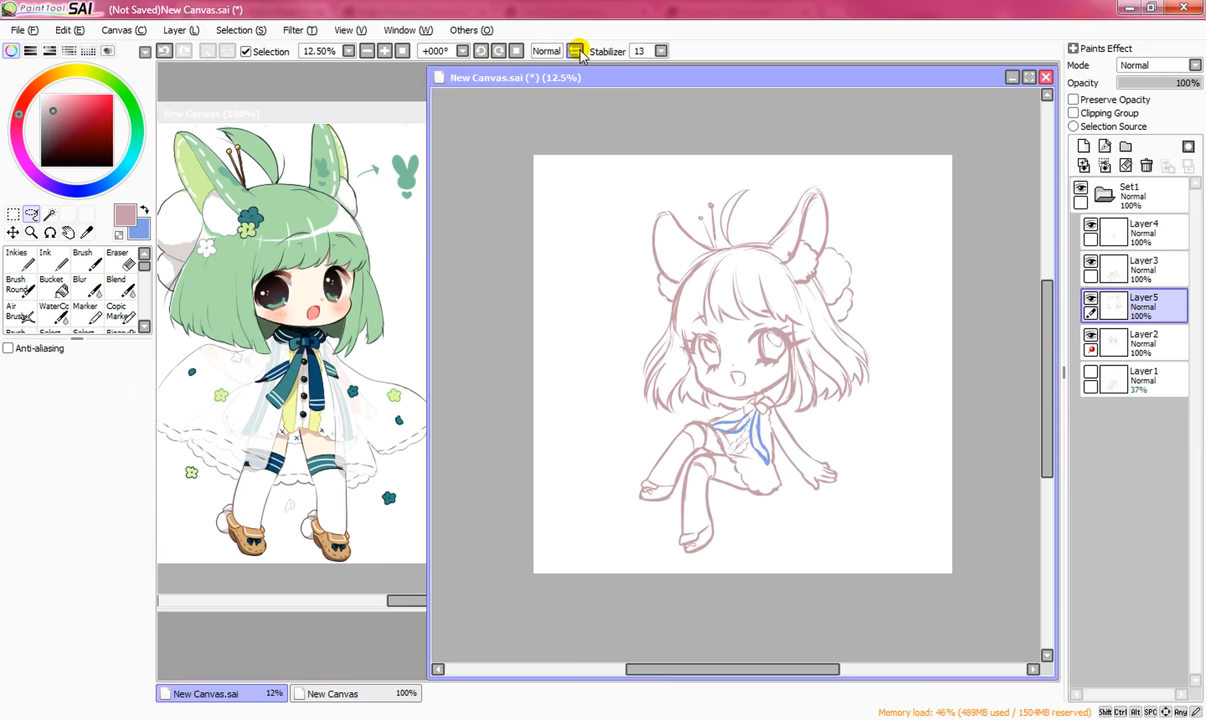 PaintTool SAI (Not Saved)New Canvas.sai (*)
File (F) Edit (E) Canvas (C) Layer (L) Selection (S) Filter (T) View (V) Window (W) Others (O)
Selection 12.50% +000° Normal Stabilizer 13
New Canvas (100%)
New Canvas.sai (*) (12.5%)
Inkies Ink Brush Eraser
Brush Round Bucket Blur Blend
Air Brush WaterCo Marker Copic Marker
Anti-aliasing
Paints Effect
Mode Normal
Opacity 100%
Preserve Opacity
Clipping Group
Selection Source
Set1
Normal
100%
Layer4
Normal
100%
Layer3
Normal
100%
Layer5
Normal
100%
Layer2
Normal
100%
Layer1
Normal
37%
New Canvas.sai 12% New Canvas 100%
Memory load: 46% (489MB used / 1504MB reserved) Shift Ctrl Alt SPC Any